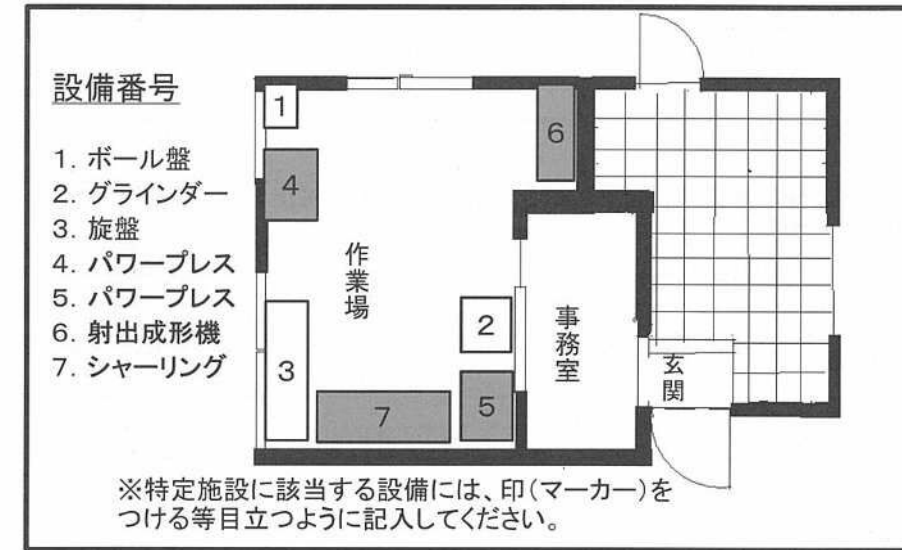 設備番号
1. ボール盤
2. グラインダー
3. 旋盤
4. パワープレス
5. パワープレス
6. 射出成形機
7. シャーリング
1
4
6
作業場
2
3
7
5
事務室
玄関
※特定施設に該当する設備には、印(マーカー)を
つける等目立つように記入してください。